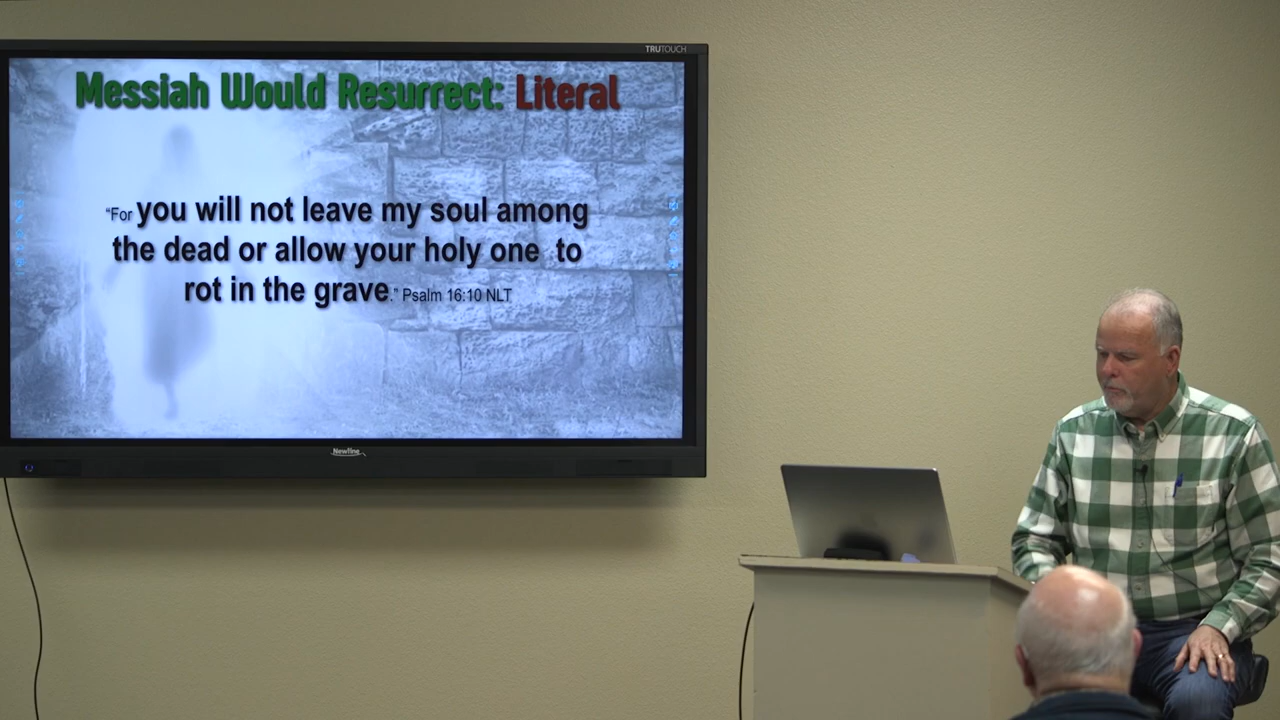 TRUTOUCH
Messiah Would Resurrect: Literal
“For you will not leave my soul among
the dead or allow your holy one to
rot in the grave.” Psalm 16:10 NLT
Newline